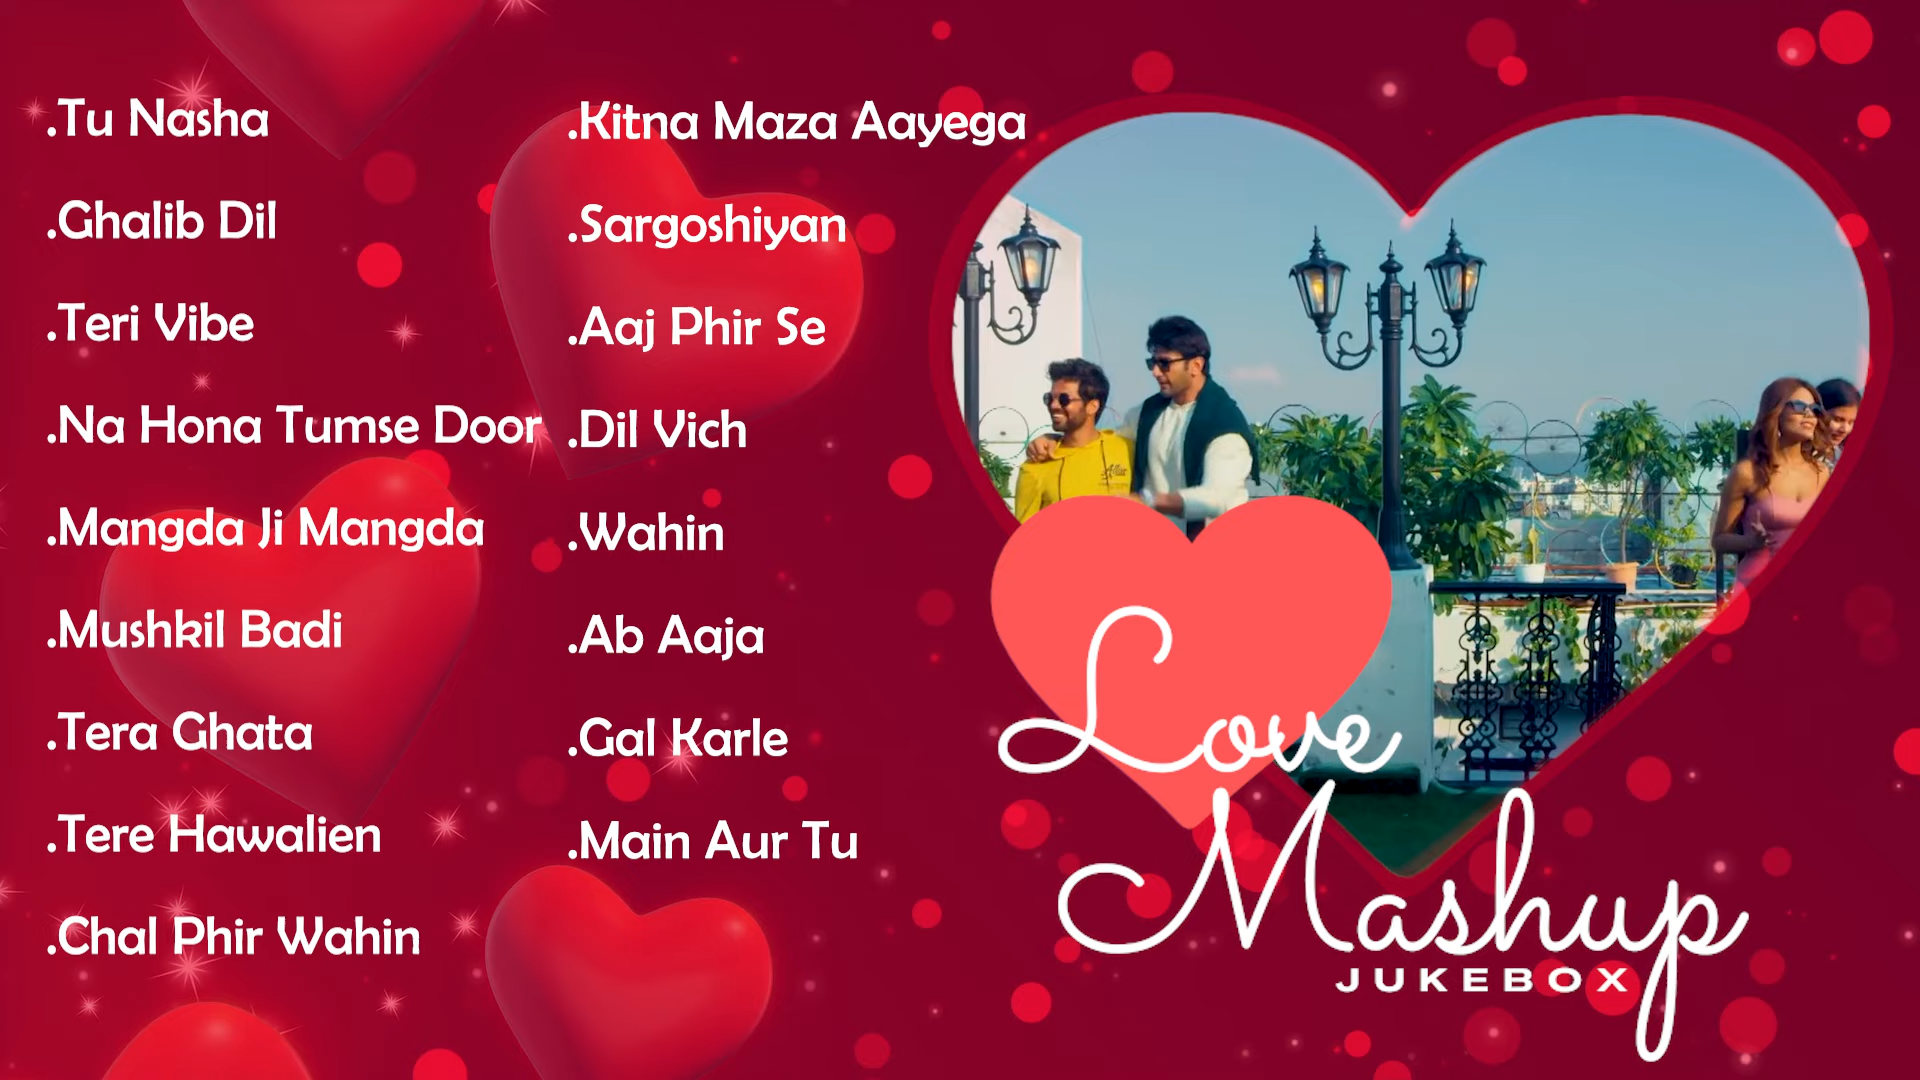 .Tu Nasha
.Ghalib Dil
.Teri Vibe
.Na Hona Tumse Door
.Mangda Ji Mangda
.Mushkil Badi
.Tera Ghata
.Tere Hawalien
.Chal Phir Wahin
.Kitna Maza Aayega
.Sargoshiyan
.Aaj Phir Se
.Dil Vich
.Wahin
.Ab Aaja
.Gal Karle
.Main Aur Tu
Love
Mashup
JUKEBOX